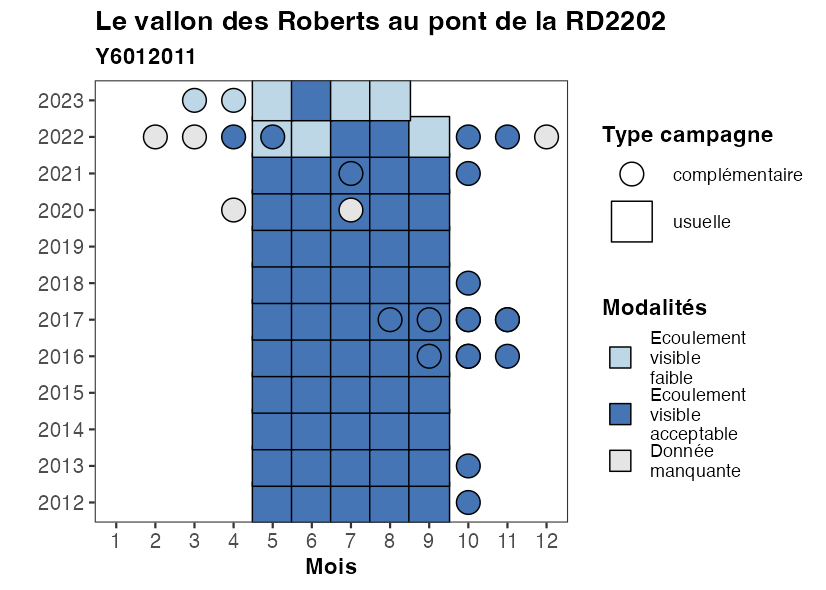 Le vallon des Roberts au pont de la RD2202
Y6012011
2023
2022
2021
2020
2019
2018
2017
2016
2015
2014
2013
2012
1 2 3 4 5 6 7 8 9 10 11 12
Mois
Type campagne
complémentaire
usuelle
Modalités
Ecoulement
visible
faible
Ecoulement
visible
acceptable
Donnée
manquante